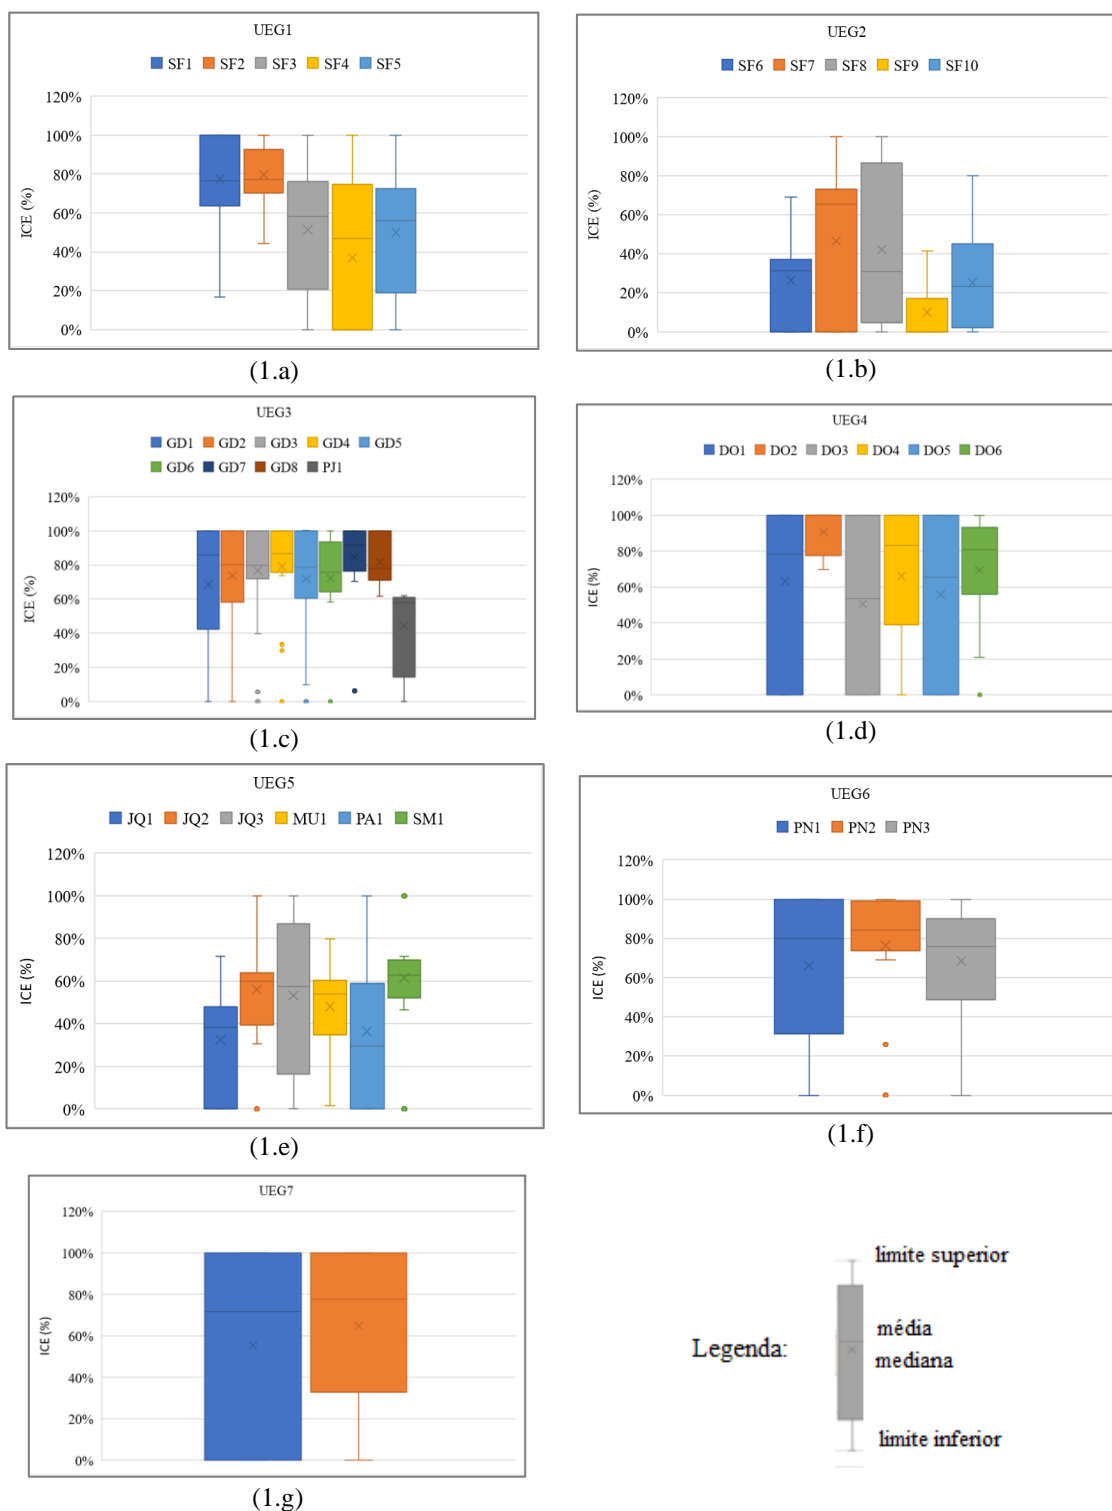 UEG1
SF1 SF2 SF3 SF4 SF5
120%
100%
80%
60%
40%
20%
0%
ICE (%)
(1.a)
UEG2
SF6 SF7 SF8 SF9 SF10
120%
100%
80%
60%
40%
20%
0%
ICE (%)
(1.b)
UEG3
GD1 GD2 GD3 GD4 GD5
GD6 GD7 GD8 PJ1
120%
100%
80%
60%
40%
20%
0%
ICE (%)
(1.c)
UEG4
DO1 DO2 DO3 DO4 DO5 DO6
120%
100%
80%
60%
40%
20%
0%
ICE (%)
(1.d)
UEG5
JQ1 JQ2 JQ3 MU1 PA1 SM1
120%
100%
80%
60%
40%
20%
0%
ICE (%)
(1.e)
UEG6
PN1 PN2 PN3
120%
100%
80%
60%
40%
20%
0%
ICE (%)
(1.f)
UEG7
120%
100%
80%
60%
40%
20%
0%
ICE (%)
(1.g)
Legenda:
limite superior
média
mediana
limite inferior